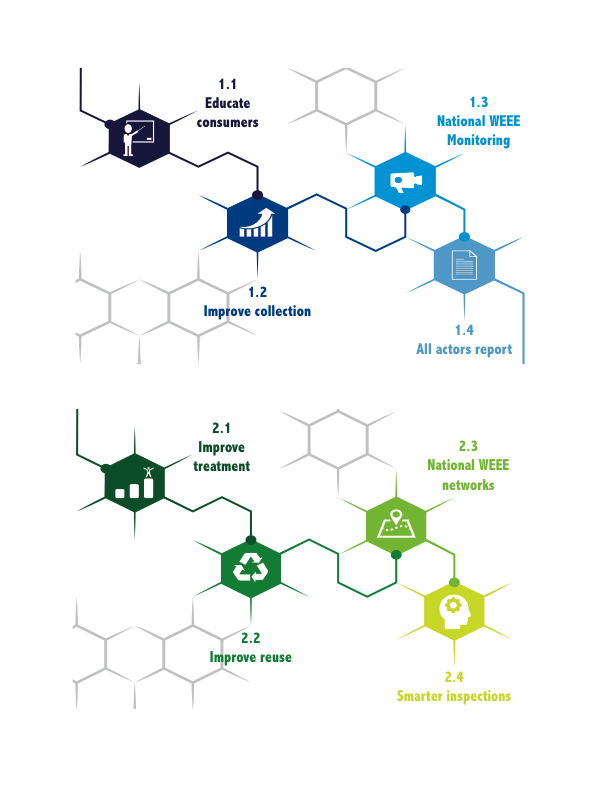 1.1
Educate
consumers
1.2
Improve collection
1.3
National WEEE
Monitoring
1.4
All actors report
2.1
Improve
treatment
2.2
Improve reuse
2.3
National WEEE
networks
2.4
Smarter inspections